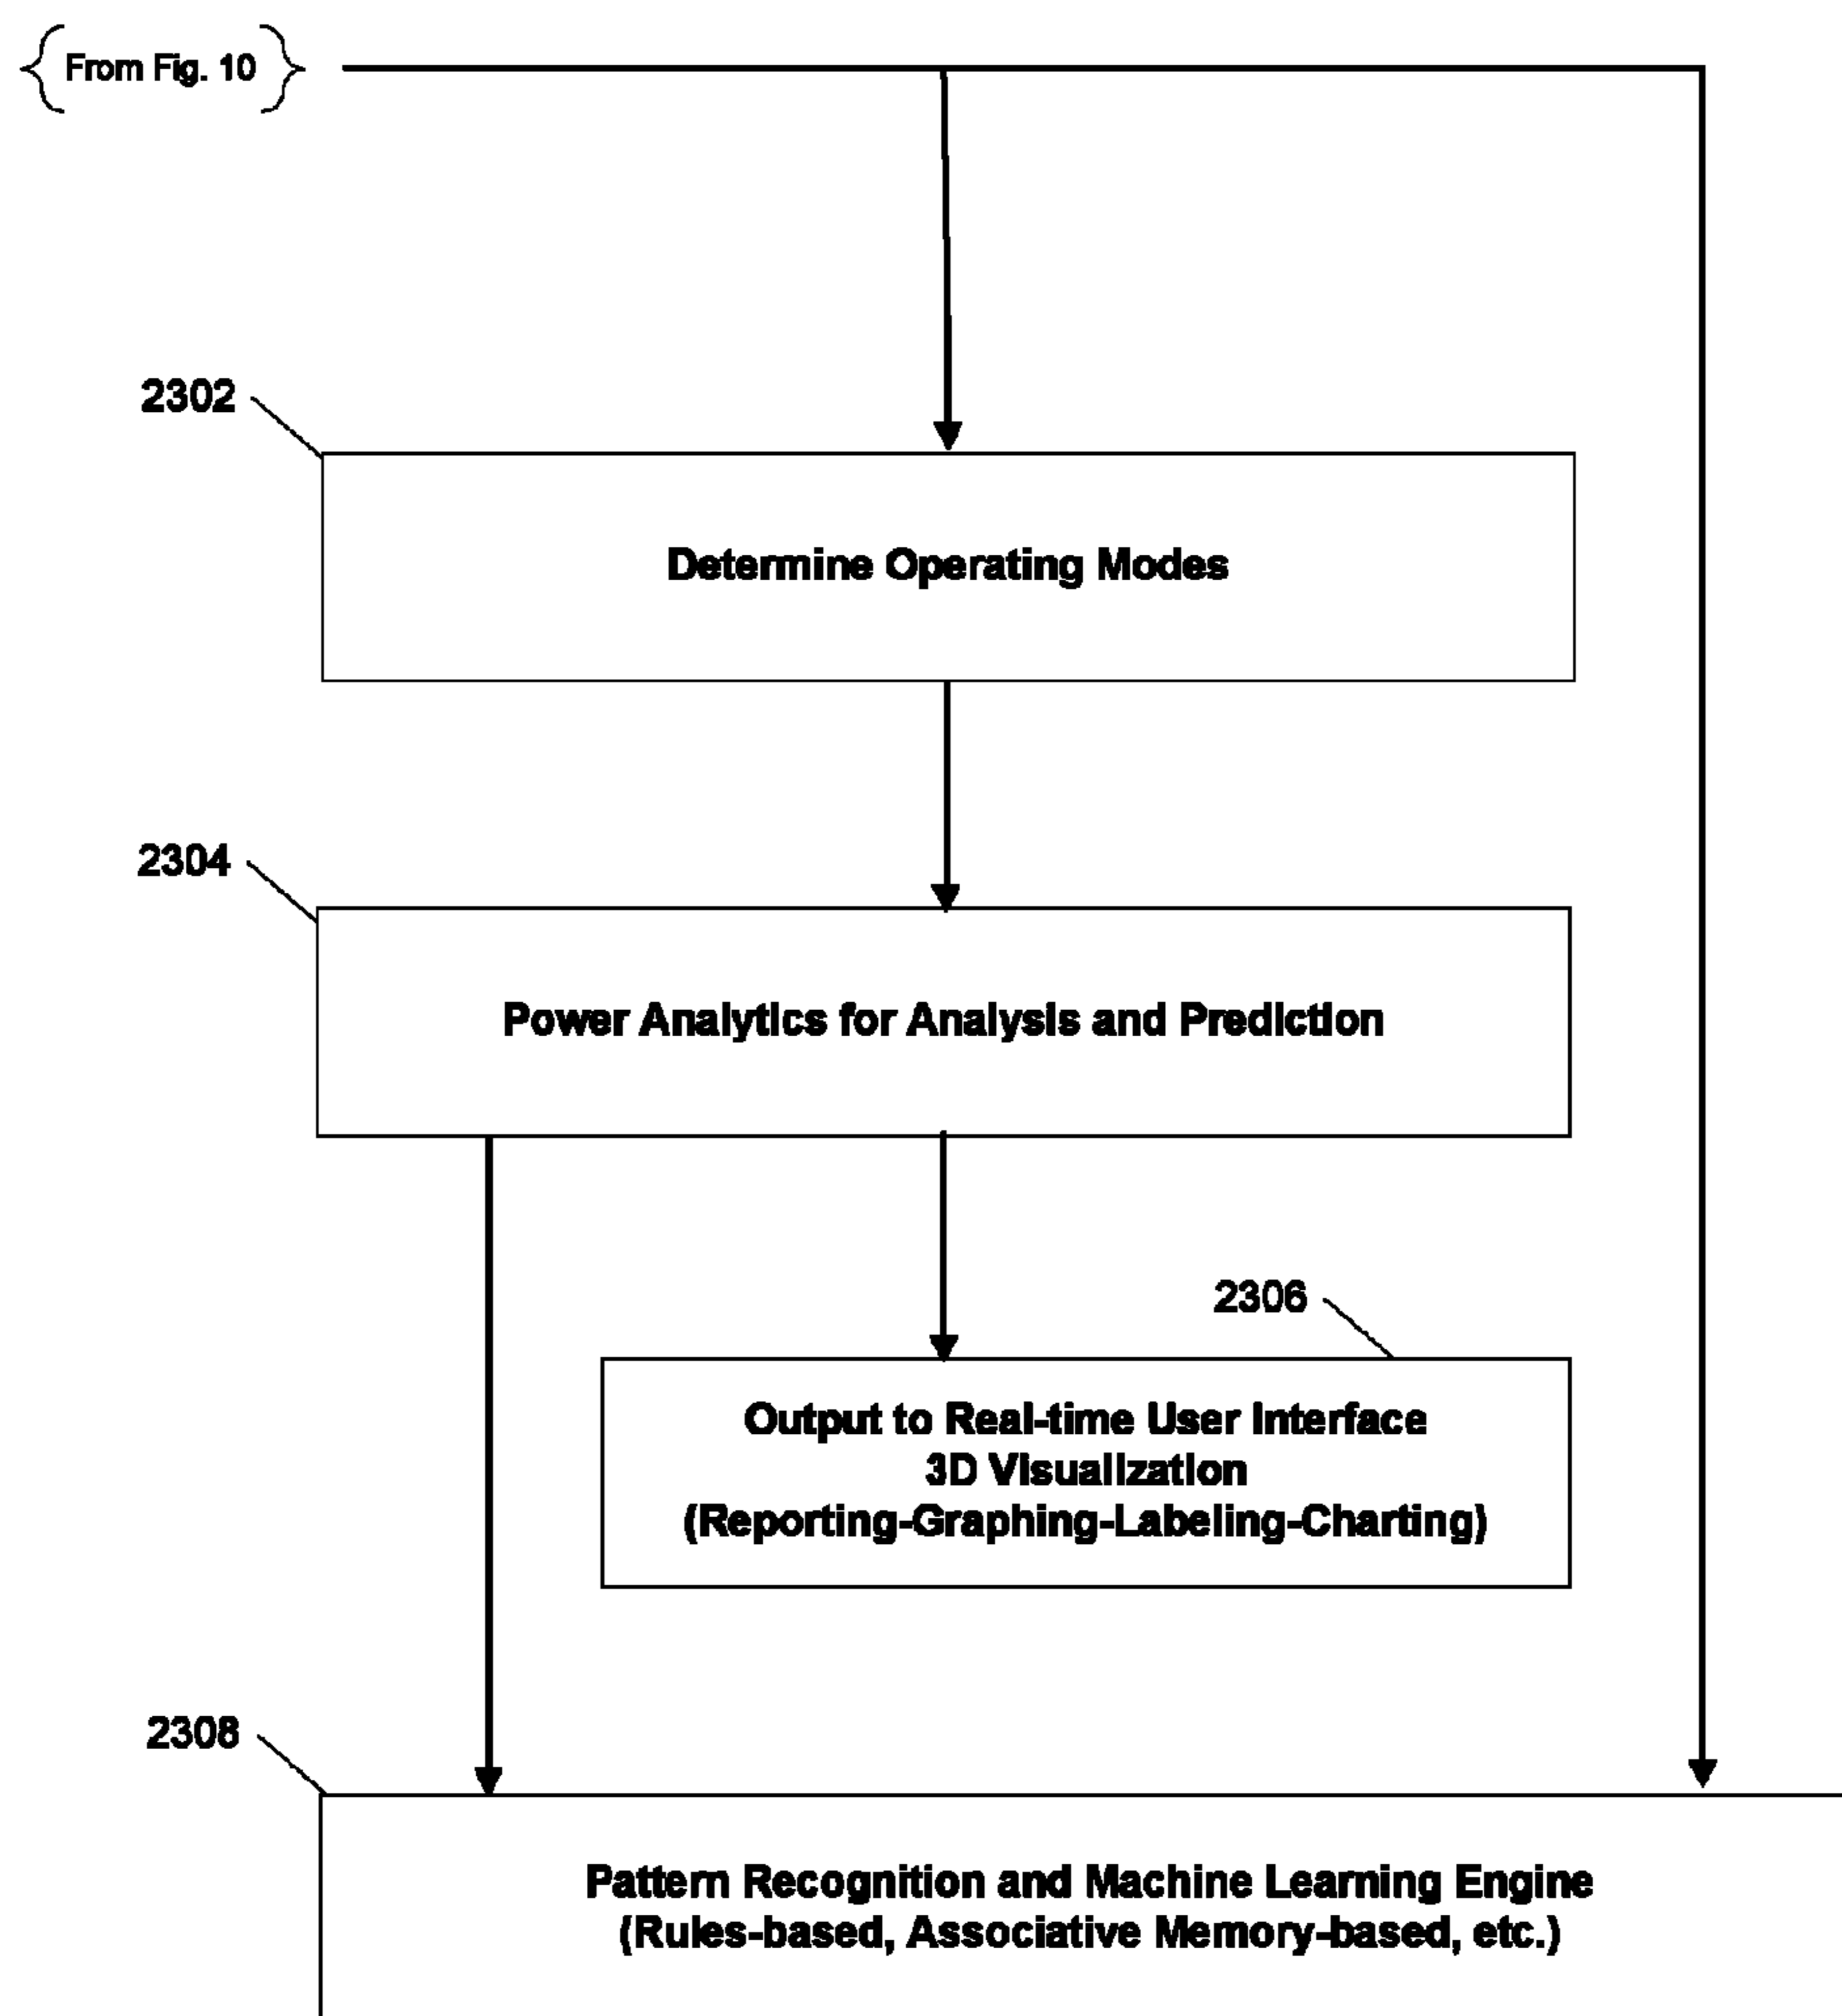 From Fig. 10
2302
Determine Operating Modes
2304
Power Analytics for Analysis and Prediction
2306
Output to Real-time User Interface
3D Visualization
(Reporting-Graphing-Labeling-Charting)
2308
Pattern Recognition and Machine Learning Engine
(Rules-based, Associative Memory-based, etc.)